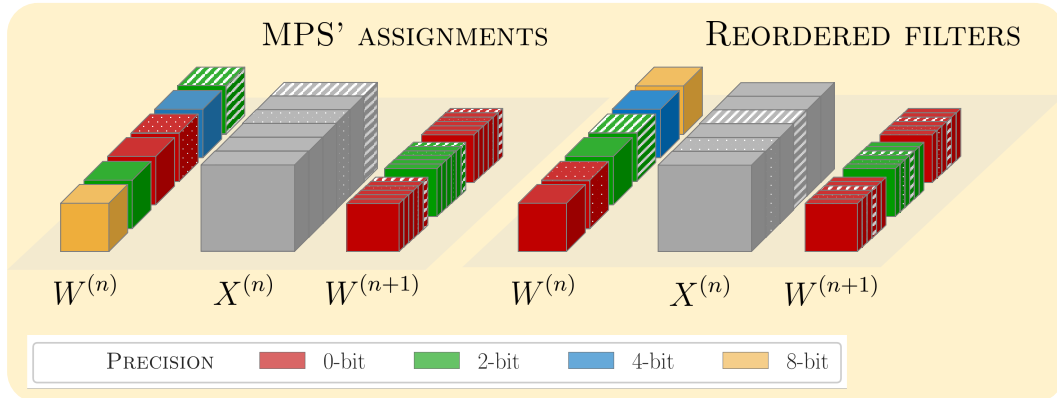 MPS' ASSIGNMENTS
REORDERED FILTERS
W^(n) X^(n) W^(n+1)
W^(n) X^(n) W^(n+1)
PRECISION 0-bit 2-bit 4-bit 8-bit